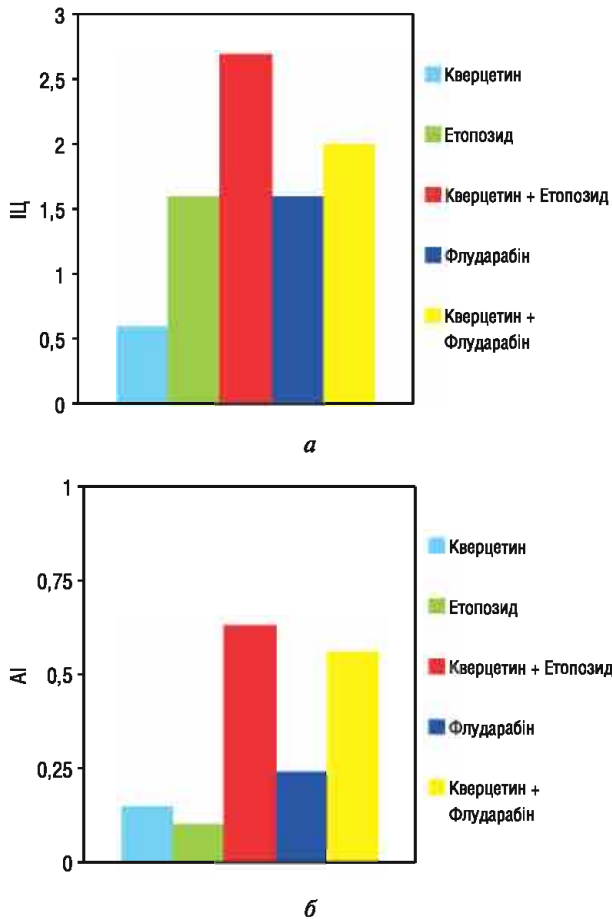 3
2,5
2
1,5
1
0,5
0
ІЦ
Кверцетин
Етопозид
Кверцетин + Етопозид
Флударабін
Кверцетин +
Флударабін
а
1
0,75
0,5
0,25
0
АІ
Кверцетин
Етопозид
Кверцетин + Етопозид
Флударабін
Кверцетин +
Флударабін
б